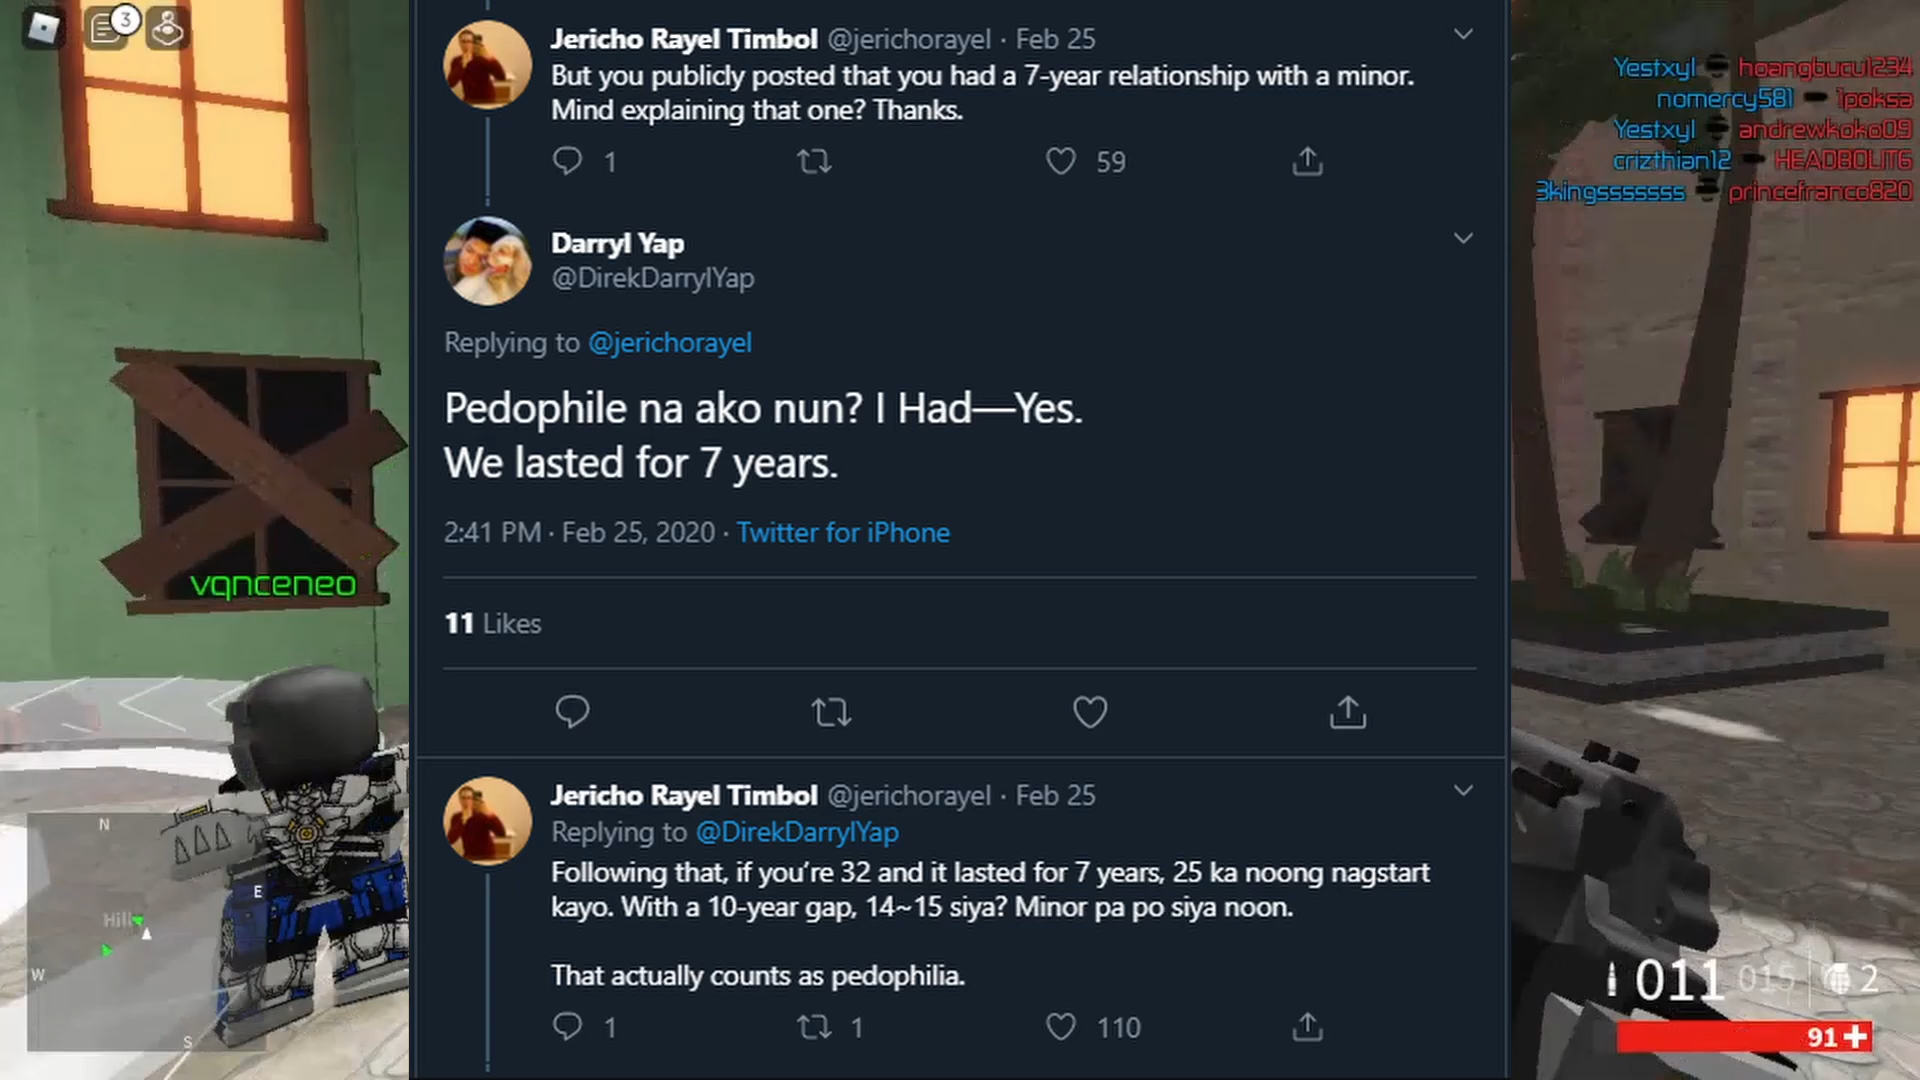 3
Jericho Rayel Timbol @jerichorayel · Feb 25
But you publicly posted that you had a 7-year relationship with a minor.
Mind explaining that one? Thanks.
1 59
Darryl Yap
@DirekDarrylYap
Replying to @jerichorayel
Pedophile na ako nun? I Had—Yes.
We lasted for 7 years.
2:41 PM · Feb 25, 2020 · Twitter for iPhone
11 Likes
Jericho Rayel Timbol @jerichorayel · Feb 25
Replying to @DirekDarrylYap
Following that, if you’re 32 and it lasted for 7 years, 25 ka noong nagstart
kayo. With a 10-year gap, 14~15 siya? Minor pa po siya noon.
That actually counts as pedophilia.
1 1 110
Yestxyl hoangbucu1234
nomercy581 1poksa
Yestxyl andrewkoko09
crizthian12 HEADBOLIT6
3kingsssssss princefranco820
vqnceneo
N
E
Hill
W
S
011 015 2
91